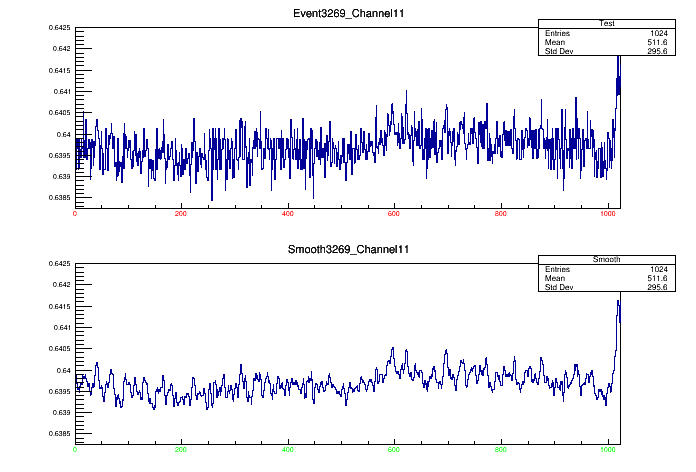 Event3269_Channel11
Test
Entries 1024
Mean 511.6
Std Dev 295.6
0.6425
0.642
0.6415
0.641
0.6405
0.64
0.6395
0.639
0.6385
0 200 400 600 800 1000
Smooth3269_Channel11
Smooth
Entries 1024
Mean 511.6
Std Dev 295.6
0.6425
0.642
0.6415
0.641
0.6405
0.64
0.6395
0.639
0.6385
0 200 400 600 800 1000